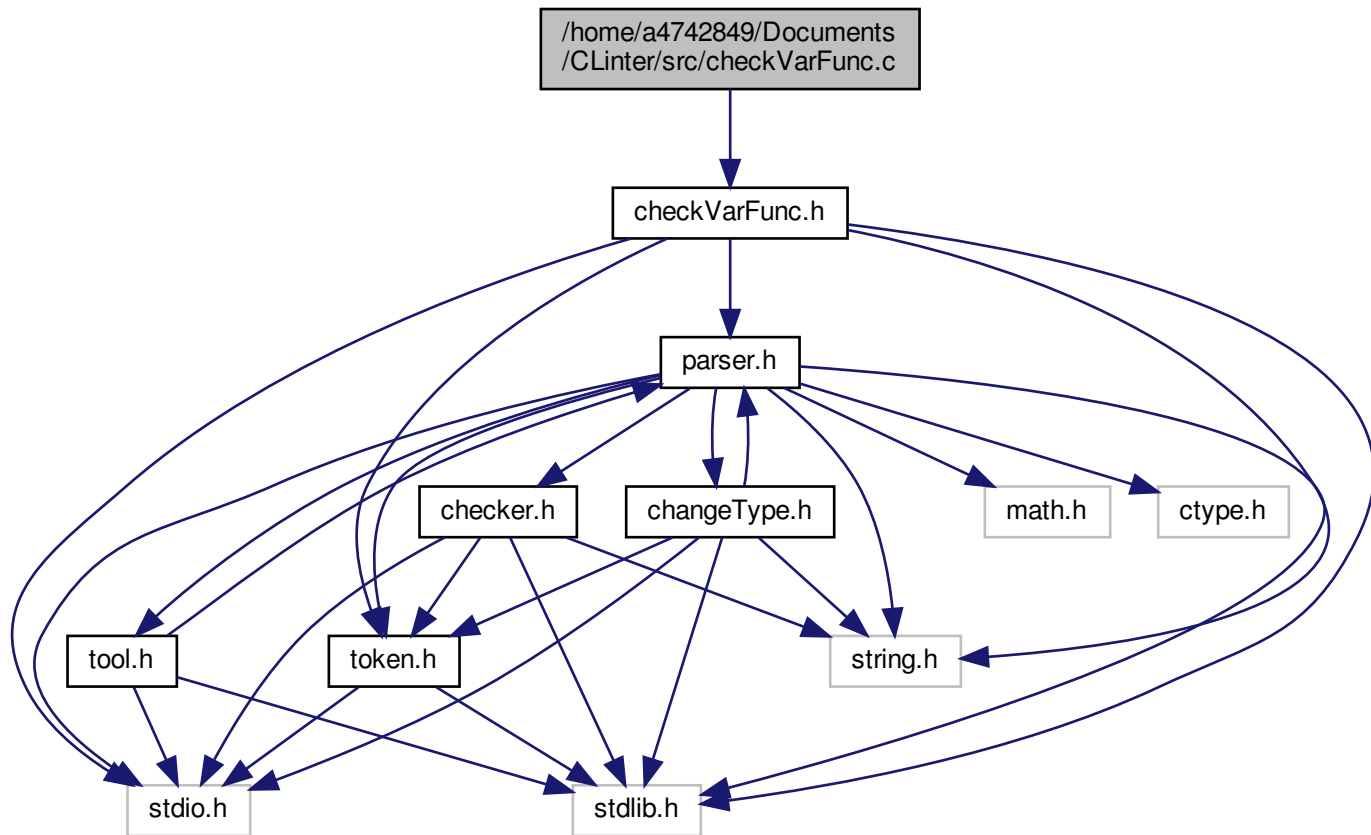 /home/a4742849/Documents
/CLinter/src/checkVarFunc.c
checkVarFunc.h
parser.h
checker.h
changeType.h
math.h
ctype.h
tool.h
token.h
string.h
stdio.h
stdlib.h